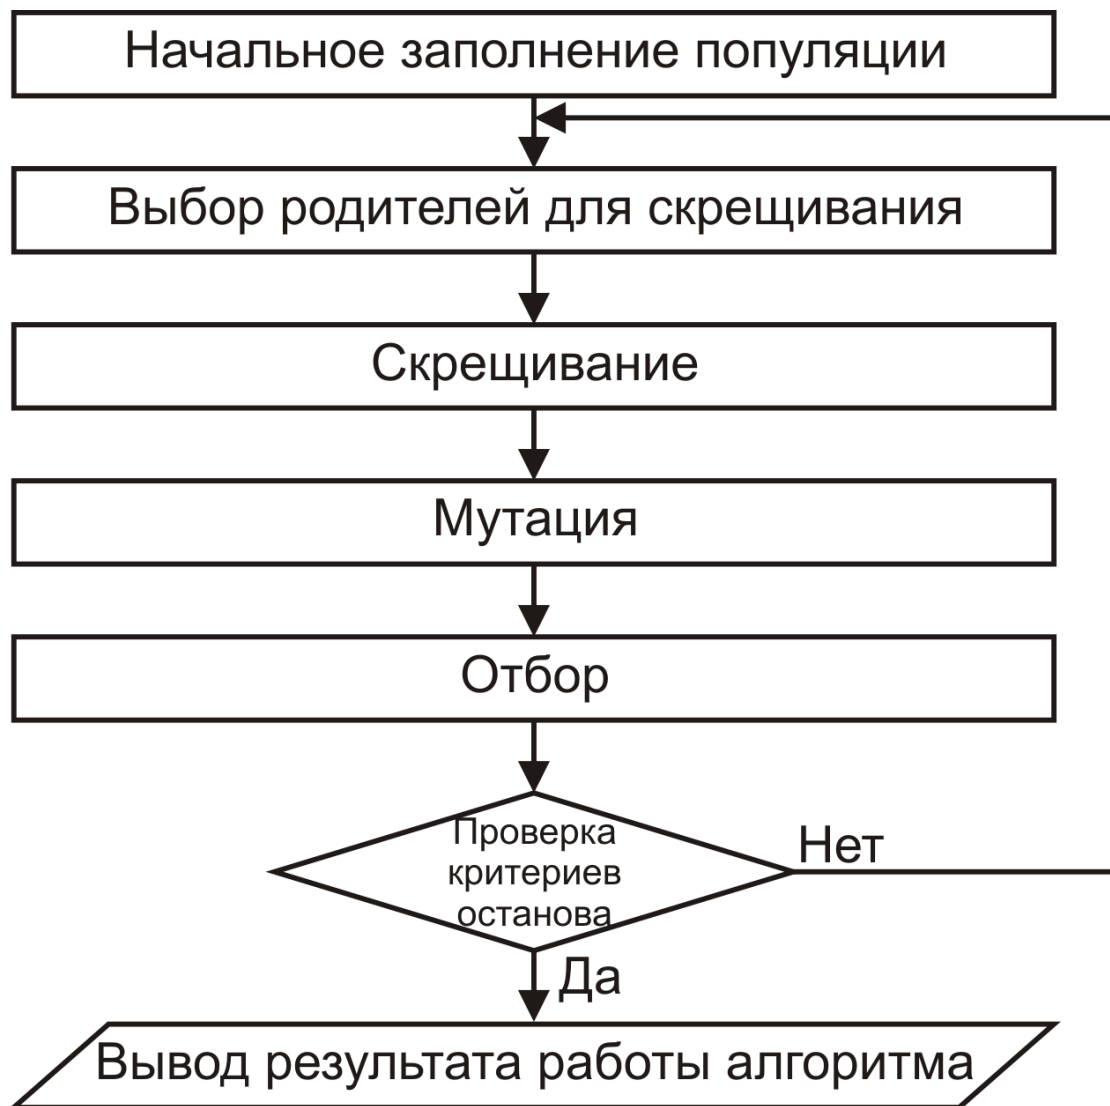 Начальное заполнение популяции
Выбор родителей для скрещивания
Скрещивание
Мутация
Отбор
Проверка
критериев
останова
Нет
Да
Вывод результата работы алгоритма